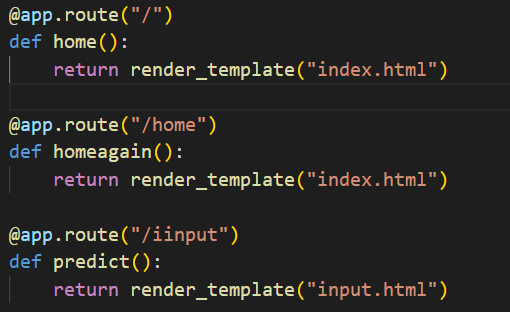 @app.route("/")
def home():
    return render_template("index.html")
@app.route("/home")
def homeagain():
    return render_template("index.html")
@app.route("/iinput")
def predict():
    return render_template("input.html")